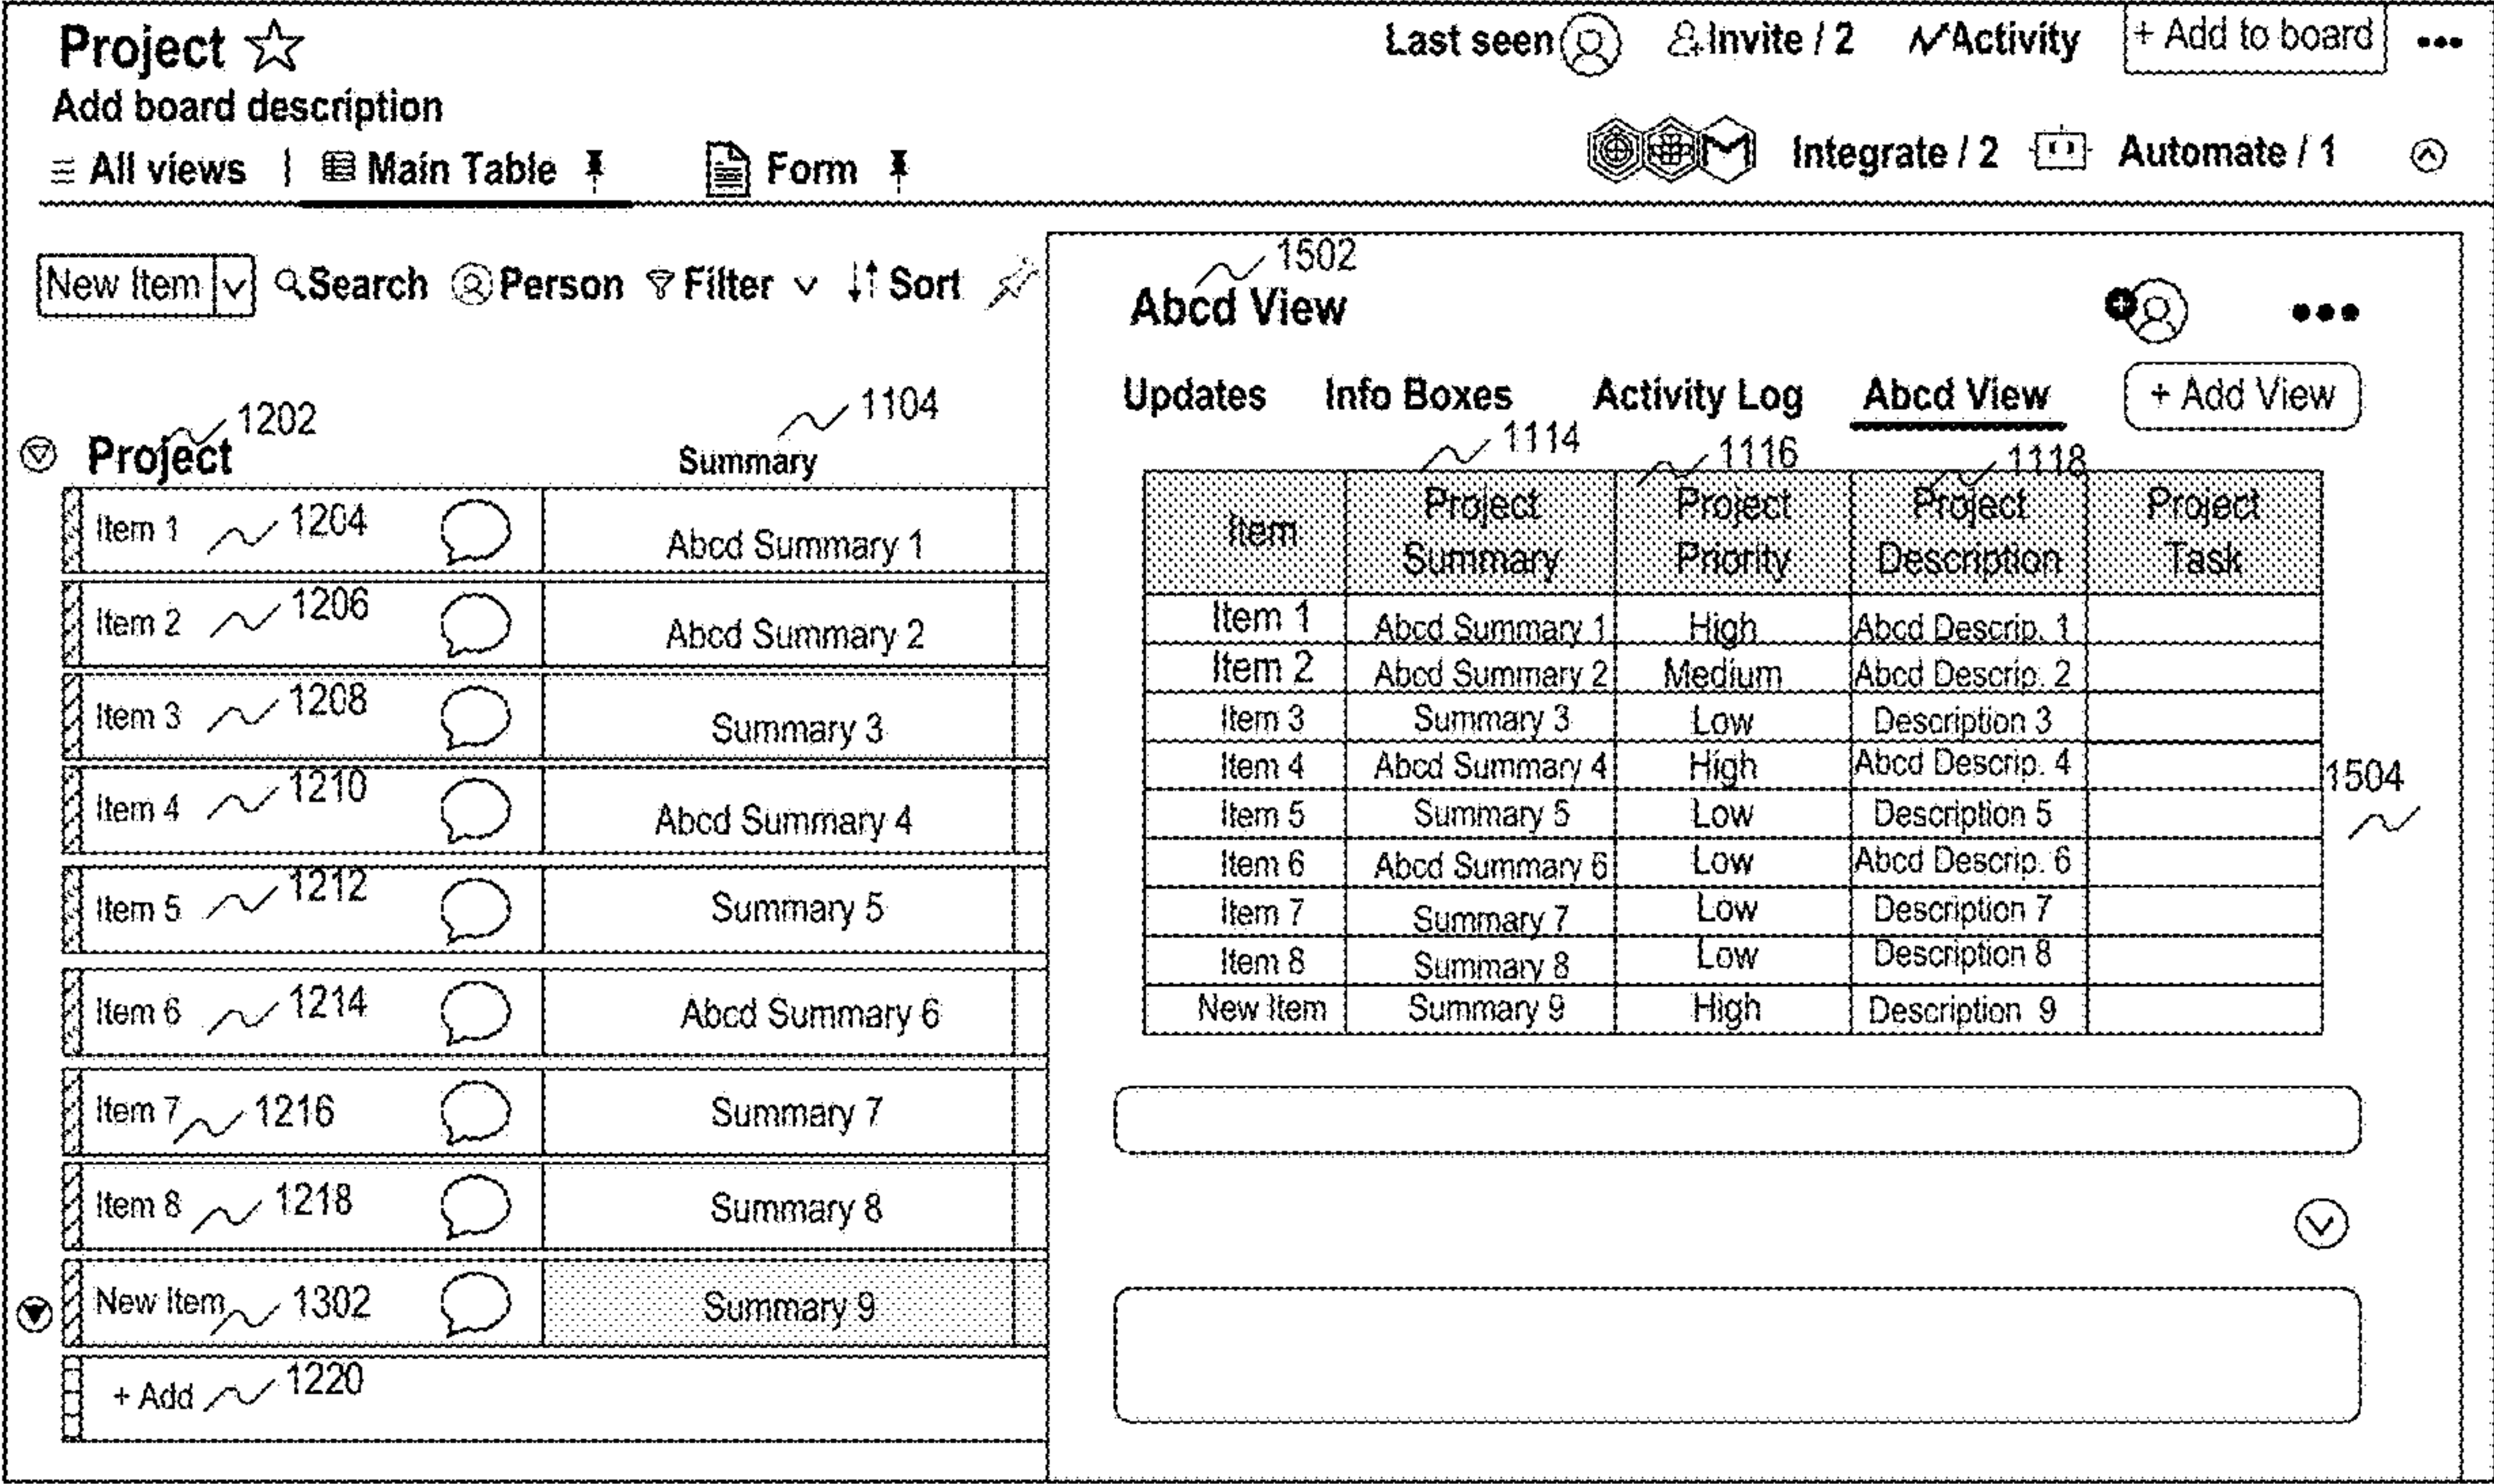 Project
Last seen Invite / 2 Activity + Add to board
Add board description
All views | Main Table Form
Integrate / 2 Automate / 1
New Item Search Person Filter Sort
1202
Project
1104
Summary
Item 1 1204 Abcd Summary 1
Item 2 1206 Abcd Summary 2
Item 3 1208 Summary 3
Item 4 1210 Abcd Summary 4
Item 5 1212 Summary 5
Item 6 1214 Abcd Summary 6
Item 7 1216 Summary 7
Item 8 1218 Summary 8
New Item 1302 Summary 9
+ Add 1220
1502
Abcd View
Updates Info Boxes Activity Log Abcd View + Add View
1114 1116 1118
Item Project Project Project Project
Summary Priority Description Task
Item 1 Abcd Summary 1 High Abcd Descrip. 1
Item 2 Abcd Summary 2 Medium Abcd Descrip. 2
Item 3 Summary 3 Low Description 3
Item 4 Abcd Summary 4 High Abcd Descrip. 4
1504
Item 5 Summary 5 Low Description 5
Item 6 Abcd Summary 6 Low Abcd Descrip. 6
Item 7 Summary 7 Low Description 7
Item 8 Summary 8 Low Description 8
New Item Summary 9 High Description 9